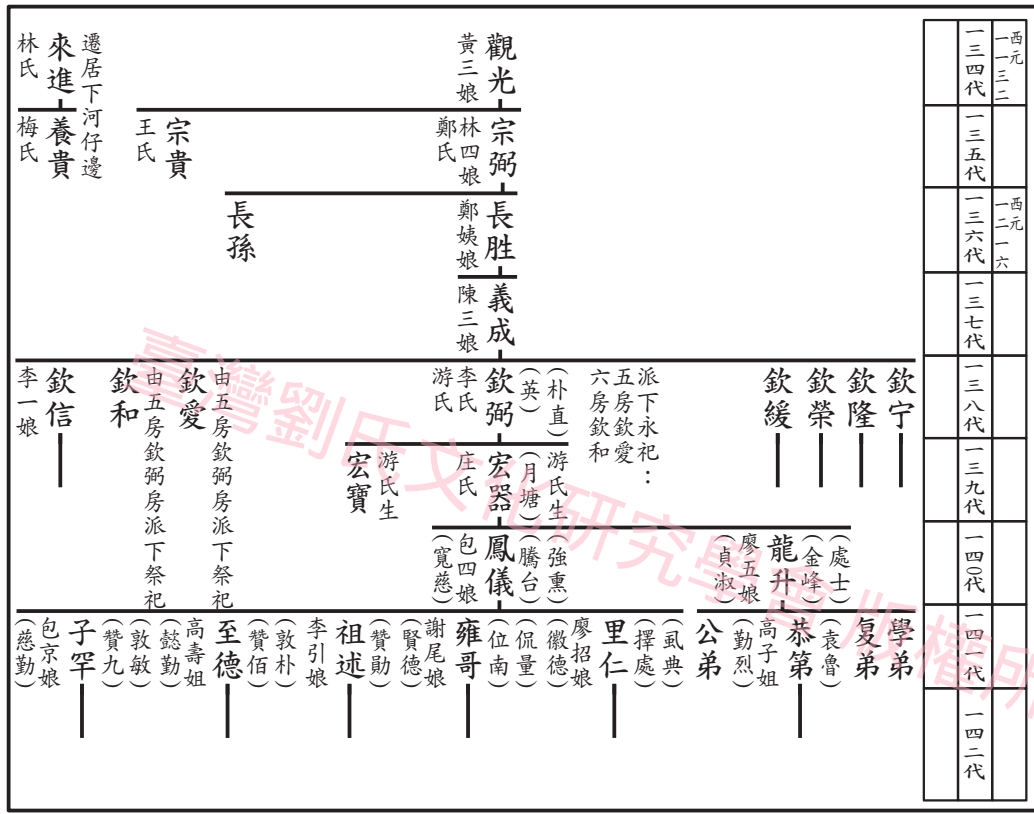 西元
一一三二
一三四代
觀光
黃三娘
遷居下河仔邊
來進
林氏
一三五代
宗弼
林四娘
鄭氏
宗貴
王氏
養貴
梅氏
西元
一二一六
一三六代
長胜
鄭姨娘
長孫
一三七代
義成
陳三娘
一三八代
欽宁
欽隆
欽榮
欽緩
派下永祀：
五房欽愛
六房欽和
(朴直)
(英)
欽弼
李氏
游氏
由五房欽弼房派下祭祀
欽愛
由五房欽弼房派下祭祀
欽和
欽信
李一娘
一三九代
游氏生
(月塘)
宏器
庄氏
游氏生
宏寶
一四〇代
(處士)
(金峰)
龍升
廖五娘
(貞淑)
(強熏)
(騰台)
鳳儀
包四娘
(寬慈)
一四一代
學弟
复弟
(袁魯)
恭第
高子姐
(勤烈)
公弟
(虱典)
(擇處)
里仁
廖招娘
(徽德)
(侃量)
(位南)
雍哥
謝尾娘
(賢德)
(贊勛)
祖述
李引娘
(敦朴)
(贊佰)
至德
高壽姐
(懿勤)
(敦敏)
(贊九)
子罕
包京娘
(慈勤)
一四二代
臺灣劉氏文化研究學會 版權所